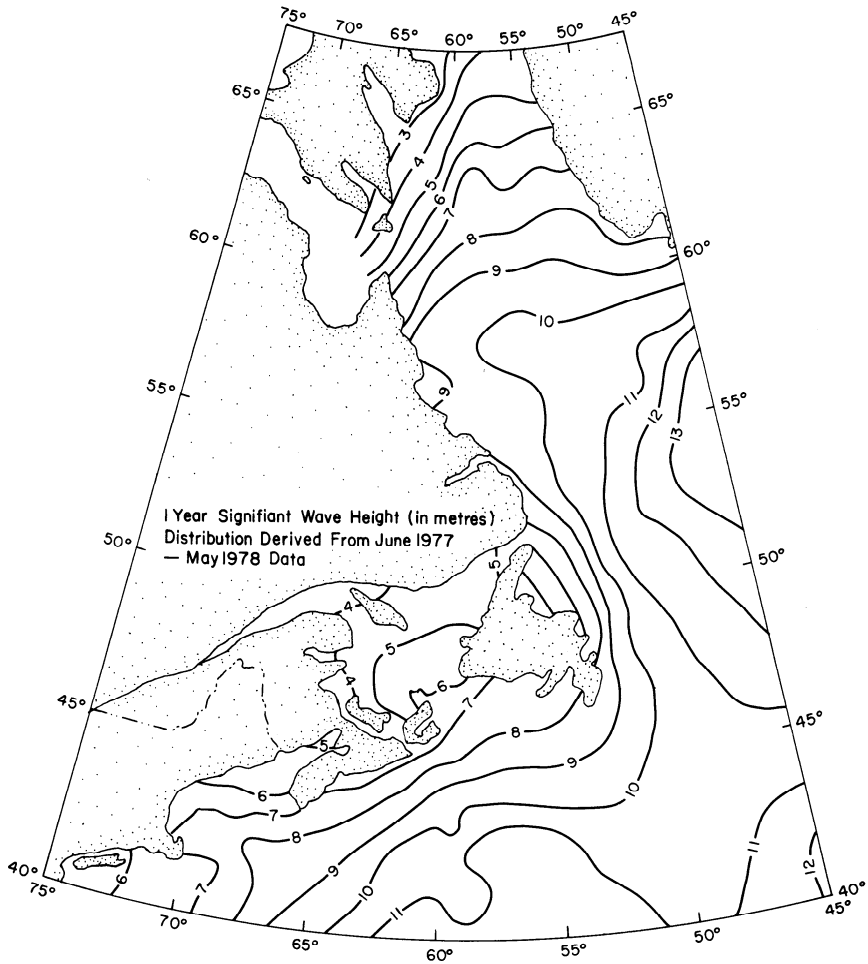 75° 70° 65° 60° 55° 50° 45°
65° 65°
3
4
5
6
7
60° 8 60°
9
10
55° 9 11 55°
12
13
1 Year Signifiant Wave Height (in metres)
Distribution Derived From June 1977
— May 1978 Data
50° 5 50°
4
5
4 6
45° 7 45°
5 8
9
6 10
7
8 11
40° 9 12 40°
75° 6 7 10 45°
11
70° 50°
65° 60° 55°